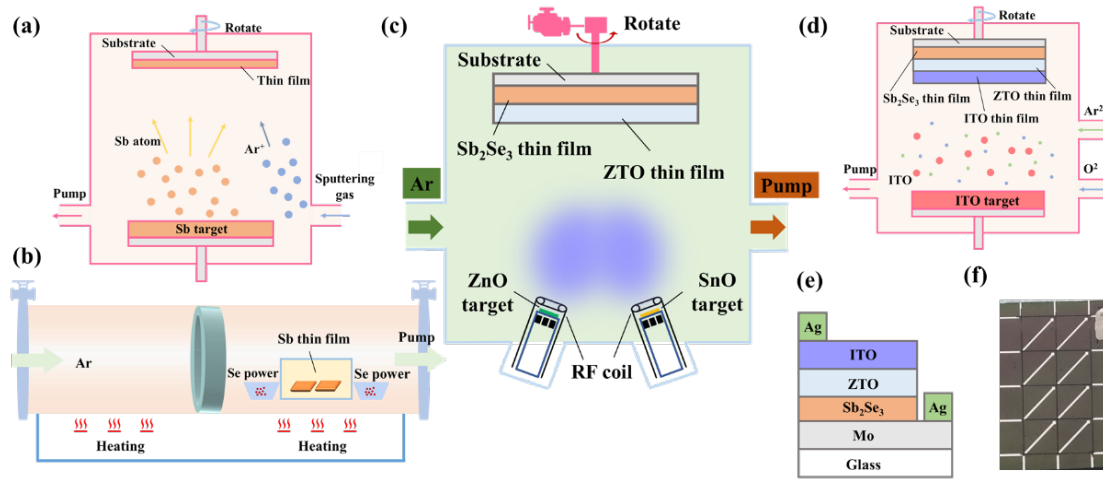 (a)
Rotate
Substrate
Thin film
Sb atom
Ar⁺
Pump
Sputtering
gas
Sb target
(b)
Ar
Sb thin film
Se power
Se power
Pump
Heating
Heating
(c)
Rotate
Substrate
Sb₂Se₃ thin film
ZTO thin film
Ar
Pump
ZnO
target
SnO
target
RF coil
(d)
Rotate
Substrate
Sb₂Se₃ thin film
ZTO thin film
ITO thin film
Ar²
Pump
ITO
O²
ITO target
(e)
Ag
ITO
ZTO
Sb₂Se₃
Ag
Mo
Glass
(f)